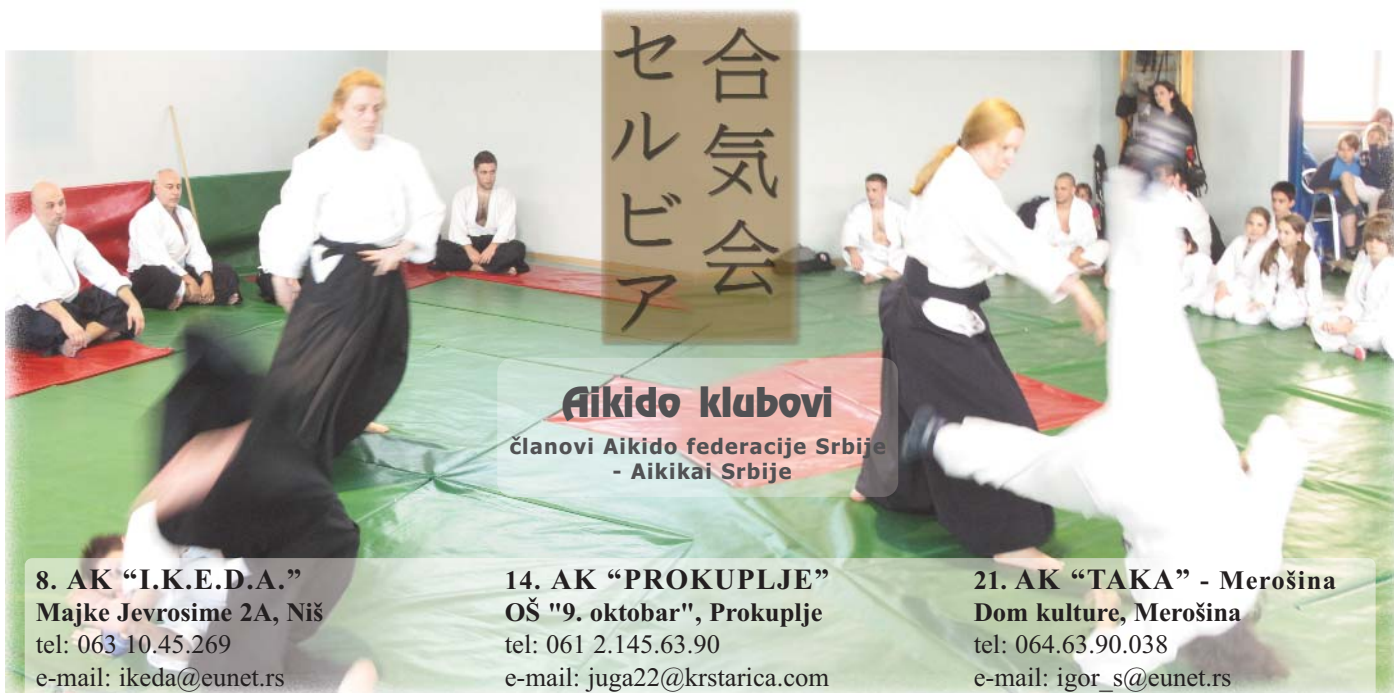 合気会
セルビア
Aikido klubovi
članovi Aikido federacije Srbije
- Aikikai Srbije
8. AK “I.K.E.D.A.”
Majke Jevrosime 2A, Niš
tel: 063 10.45.269
e-mail: ikeda@eunet.rs
14. AK “PROKUPLJE”
OŠ "9. oktobar", Prokuplje
tel: 061 2.145.63.90
e-mail: juga22@krstarica.com
21. AK “TAKA” - Merošina
Dom kulture, Merošina
tel: 064.63.90.038
e-mail: igor_s@eunet.rs